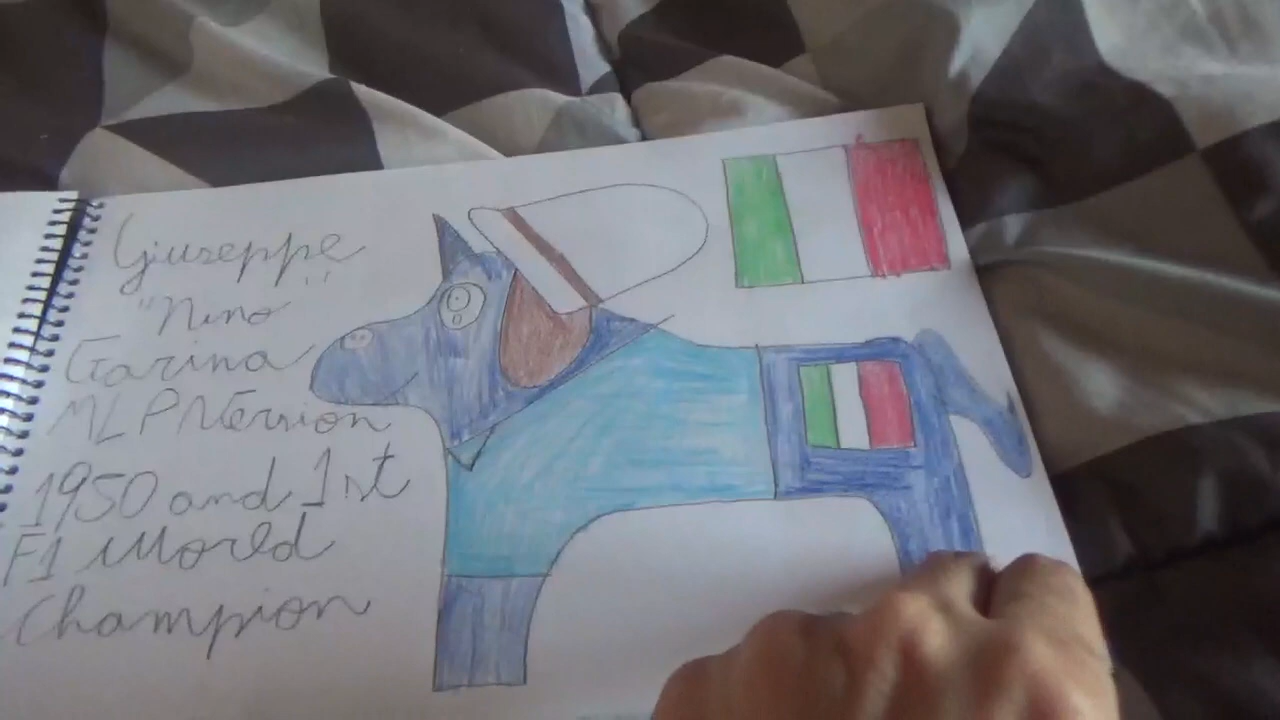 Giuseppe
"Nino"
Farina
MLP Version
1950 and 1st
F1 World
Champion